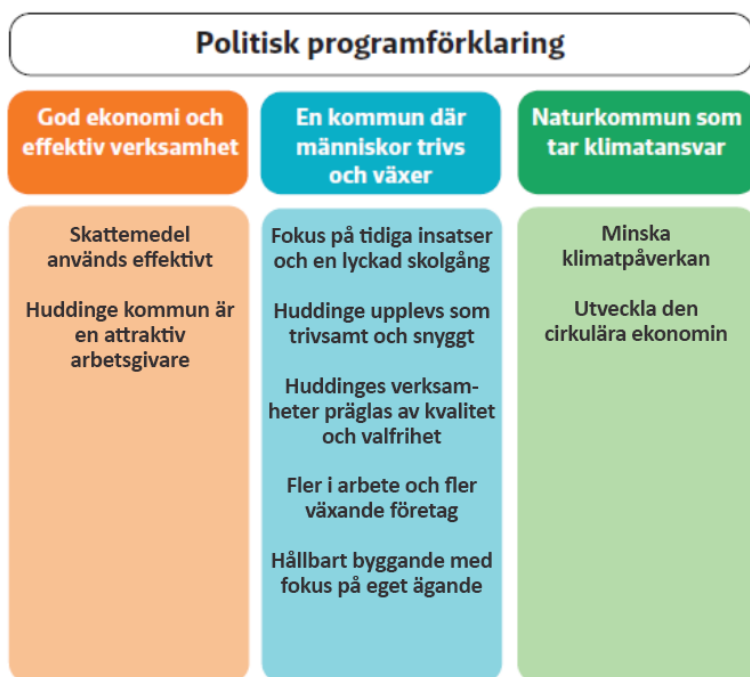 Politisk programförklaring
God ekonomi och
effektiv verksamhet
Skattemedel
används effektivt
Huddinge kommun är
en attraktiv
arbetsgivare
En kommun där
människor trivs
och växer
Fokus på tidiga insatser
och en lyckad skolgång
Huddinge upplevs som
trivsamt och snyggt
Huddinges verksam-
heter präglas av kvalitet
och valfrihet
Fler i arbete och fler
växande företag
Hållbart byggande med
fokus på eget ägande
Naturkommun som
tar klimatansvar
Minska
klimatpåverkan
Utveckla den
cirkulära ekonomin